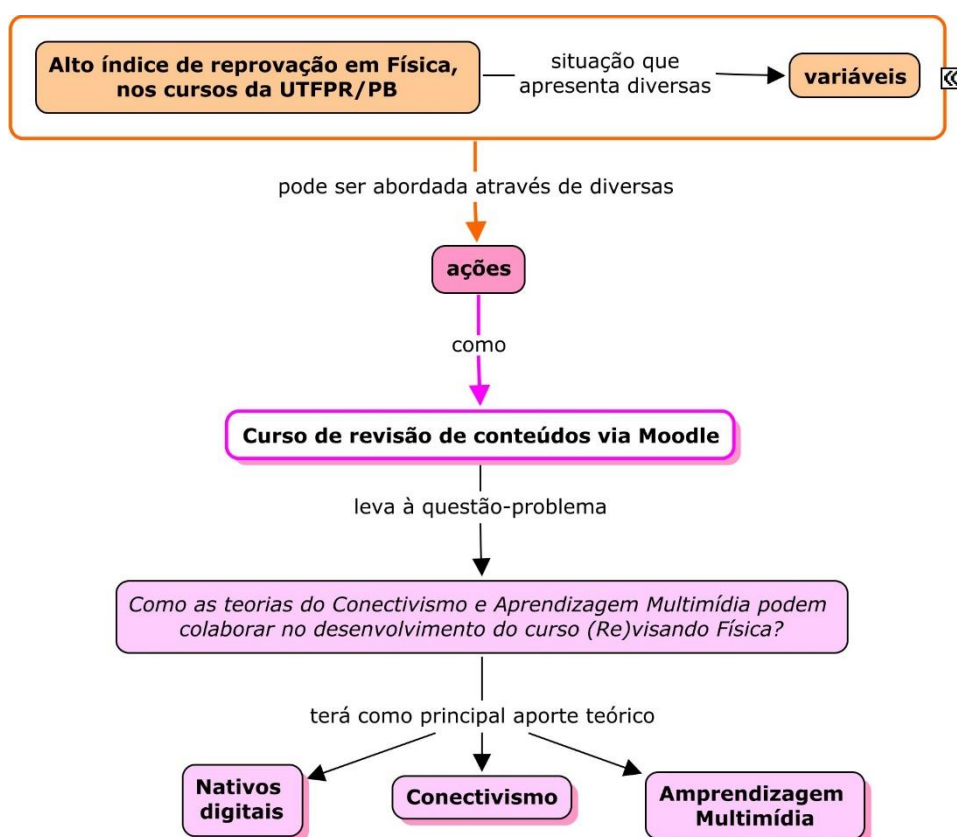 Alto índice de reprovação em Física,
nos cursos da UTFPR/PB
situação que
apresenta diversas
variáveis
pode ser abordada através de diversas
ações
como
Curso de revisão de conteúdos via Moodle
leva à questão-problema
Como as teorias do Conectivismo e Aprendizagem Multimídia podem
colaborar no desenvolvimento do curso (Re)visando Física?
terá como principal aporte teórico
Nativos
digitais
Conectivismo
Amprendizagem
Multimídia